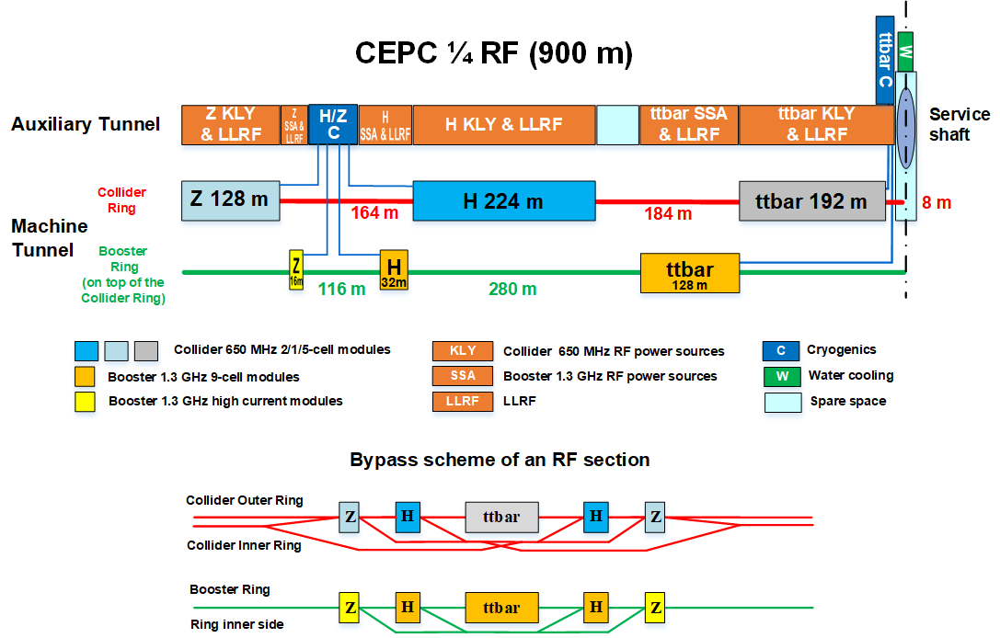 CEPC ¼ RF (900 m)
ttbar C
W
Auxiliary Tunnel
Z KLY
& LLRF
Z
SSA &
LLRF
H/Z
C
H
SSA & LLRF
H KLY & LLRF
ttbar SSA
& LLRF
ttbar KLY
& LLRF
Service
shaft
Collider
Ring
Z 128 m
164 m
H 224 m
184 m
ttbar 192 m
8 m
Machine
Tunnel
Booster
Ring
(on top of the
Collider Ring)
Z
16m
116 m
H
32m
280 m
ttbar
128 m
Collider 650 MHz 2/1/5-cell modules
KLY
Collider 650 MHz RF power sources
C
Cryogenics
Booster 1.3 GHz 9-cell modules
SSA
Booster 1.3 GHz RF power sources
W
Water cooling
Booster 1.3 GHz high current modules
LLRF
LLRF
Spare space
Bypass scheme of an RF section
Collider Outer Ring
Z
H
ttbar
H
Z
Collider Inner Ring
Booster Ring
Z
H
ttbar
H
Z
Ring inner side